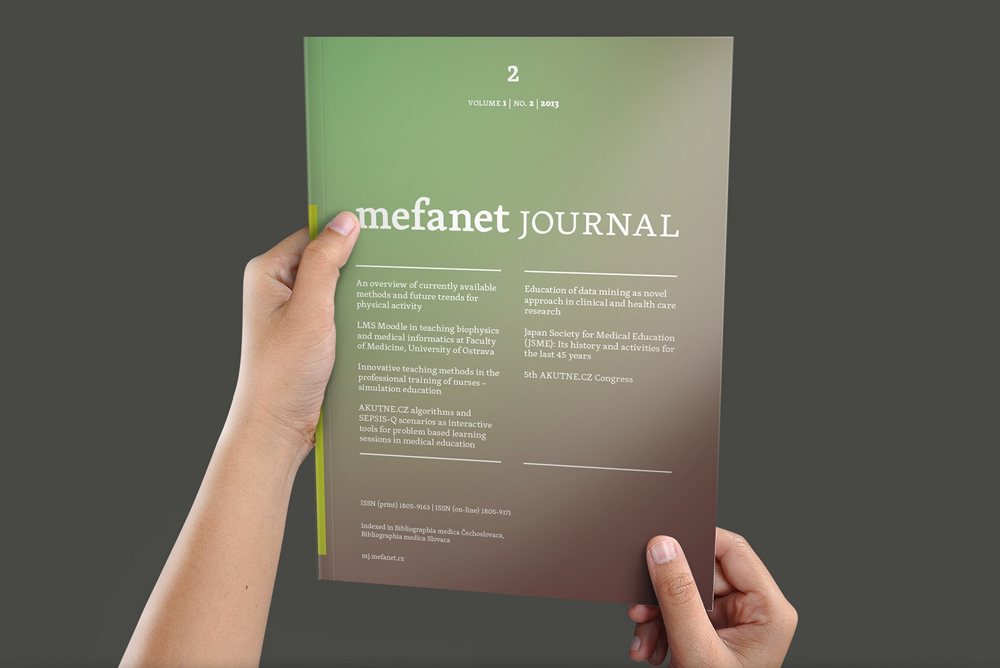 2
VOLUME 1 | NO. 2 | 2013
mefanet JOURNAL
An overview of currently available
methods and future trends for
physical activity
LMS Moodle in teaching biophysics
and medical informatics at Faculty
of Medicine, University of Ostrava
Innovative teaching methods in the
professional training of nurses –
simulation education
AKUTNE.CZ algorithms and
SEPSIS-Q scenarios as interactive
tools for problem based learning
sessions in medical education
Education of data mining as novel
approach in clinical and health care
research
Japan Society for Medical Education
(JSME): Its history and activities for
the last 45 years
5th AKUTNE.CZ Congress
ISSN (print) 1805-9163 | ISSN (on-line) 1805-9171
Indexed in Bibliographia medica Čechoslovaca,
Bibliographia medica Slovaca
mj.mefanet.cz